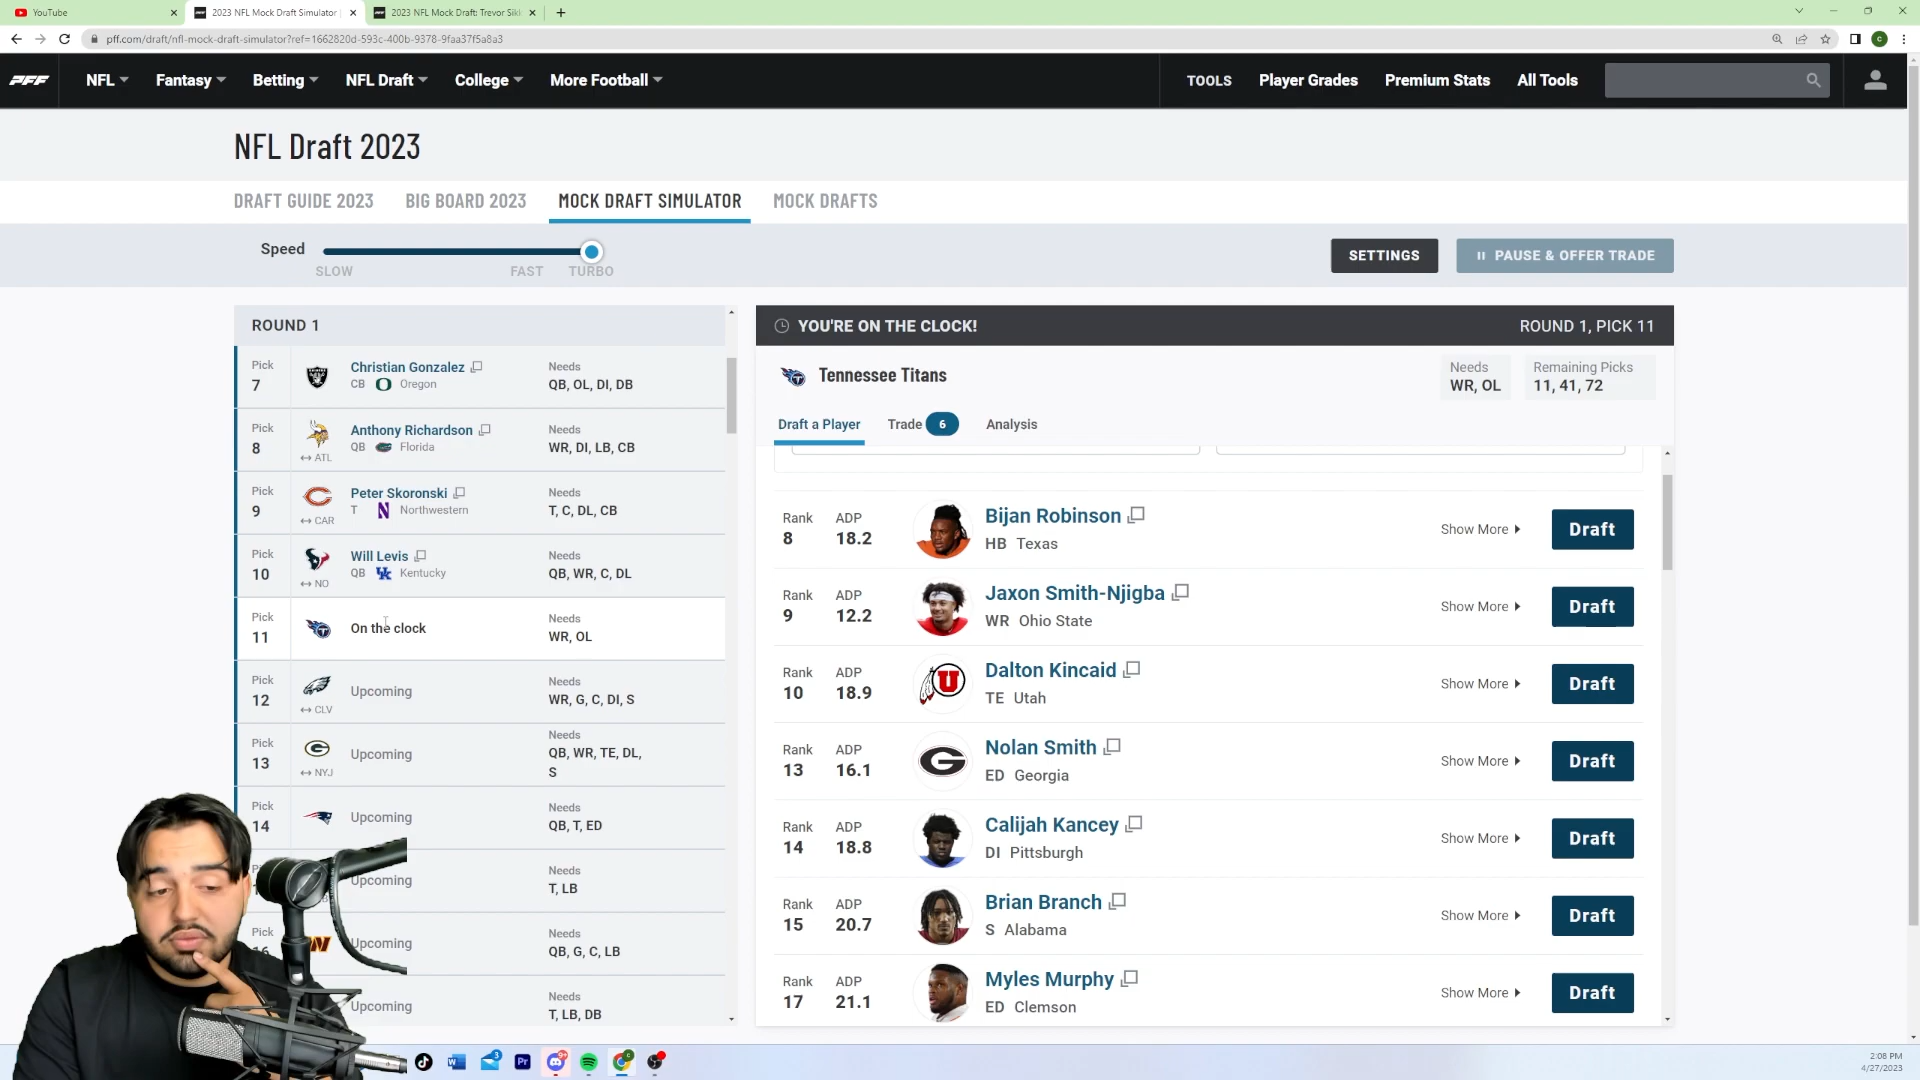 YouTube
2023 NFL Mock Draft Simulator
2023 NFL Mock Draft: Trevor Sik
pff.com/draft/nfl-mock-draft-simulator?ref=1662820d-593c-400b-9378-9faa37f5a8a3
PFF
NFL
Fantasy
Betting
NFL Draft
College
More Football
TOOLS
Player Grades
Premium Stats
All Tools
NFL Draft 2023
DRAFT GUIDE 2023
BIG BOARD 2023
MOCK DRAFT SIMULATOR
MOCK DRAFTS
Speed
SLOW
FAST
TURBO
SETTINGS
PAUSE & OFFER TRADE
ROUND 1
Pick
7
Christian Gonzalez
CB Oregon
Needs
QB, OL, DI, DB
Pick
8
ATL
Anthony Richardson
QB Florida
Needs
WR, DI, LB, CB
Pick
9
CAR
Peter Skoronski
T N Northwestern
Needs
T, C, DL, CB
Pick
10
NO
Will Levis
QB UK Kentucky
Needs
QB, WR, C, DL
Pick
11
On the clock
Needs
WR, OL
Pick
12
CLV
Upcoming
Needs
WR, G, C, DI, S
Pick
13
NYJ
Upcoming
Needs
QB, WR, TE, DL,
S
Pick
14
Upcoming
Needs
QB, T, ED
Upcoming
Needs
T, LB
Pick
16
Upcoming
Needs
QB, G, C, LB
Upcoming
Needs
T, LB, DB
YOU'RE ON THE CLOCK!
ROUND 1, PICK 11
Tennessee Titans
Needs
WR, OL
Remaining Picks
11, 41, 72
Draft a Player
Trade 6
Analysis
Rank
8
ADP
18.2
Bijan Robinson
HB Texas
Show More
Draft
Rank
9
ADP
12.2
Jaxon Smith-Njigba
WR Ohio State
Show More
Draft
Rank
10
ADP
18.9
Dalton Kincaid
TE Utah
Show More
Draft
Rank
13
ADP
16.1
Nolan Smith
ED Georgia
Show More
Draft
Rank
14
ADP
18.8
Calijah Kancey
DI Pittsburgh
Show More
Draft
Rank
15
ADP
20.7
Brian Branch
S Alabama
Show More
Draft
Rank
17
ADP
21.1
Myles Murphy
ED Clemson
Show More
Draft
2:08 PM
4/27/2023